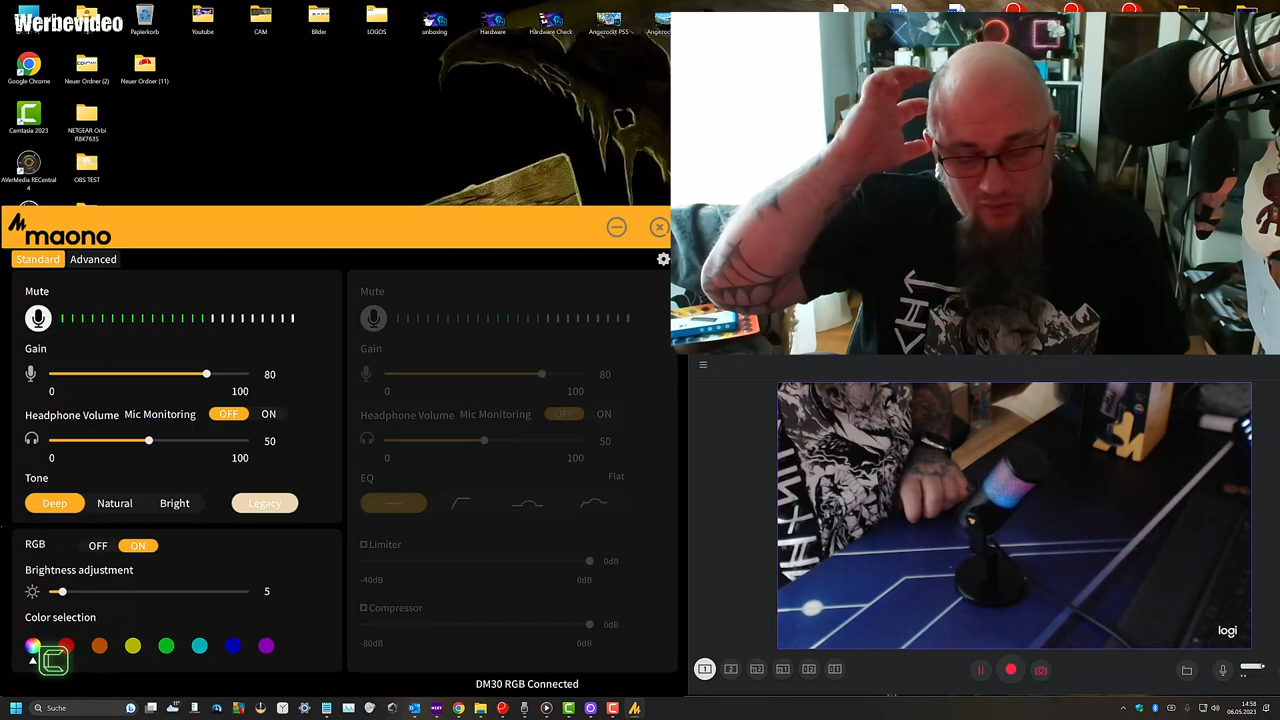 Werbevideo
Papierkorb
Youtube
CAM
Bilder
LOGOS
unboxing
Hardware
Hardware Check
Angezockt PS5
Google Chrome
Neuer Ordner (2)
Neuer Ordner (11)
Camtasia 2023
NETGEAR Orbi
RBK763S
AVerMedia RECentral
4
OBS TEST
maono
Standard
Advanced
Mute
Gain
80
0
100
Headphone Volume
Mic Monitoring
OFF
ON
50
0
100
Tone
Deep
Natural
Bright
Legacy
RGB
OFF
ON
Brightness adjustment
5
Color selection
Mute
Gain
80
0
100
Headphone Volume
Mic Monitoring
OFF
ON
50
0
100
EQ
Flat
Limiter
0dB
-40dB
0dB
Compressor
0dB
-80dB
0dB
DM30 RGB Connected
logi
Suche
14:58
06.05.2023